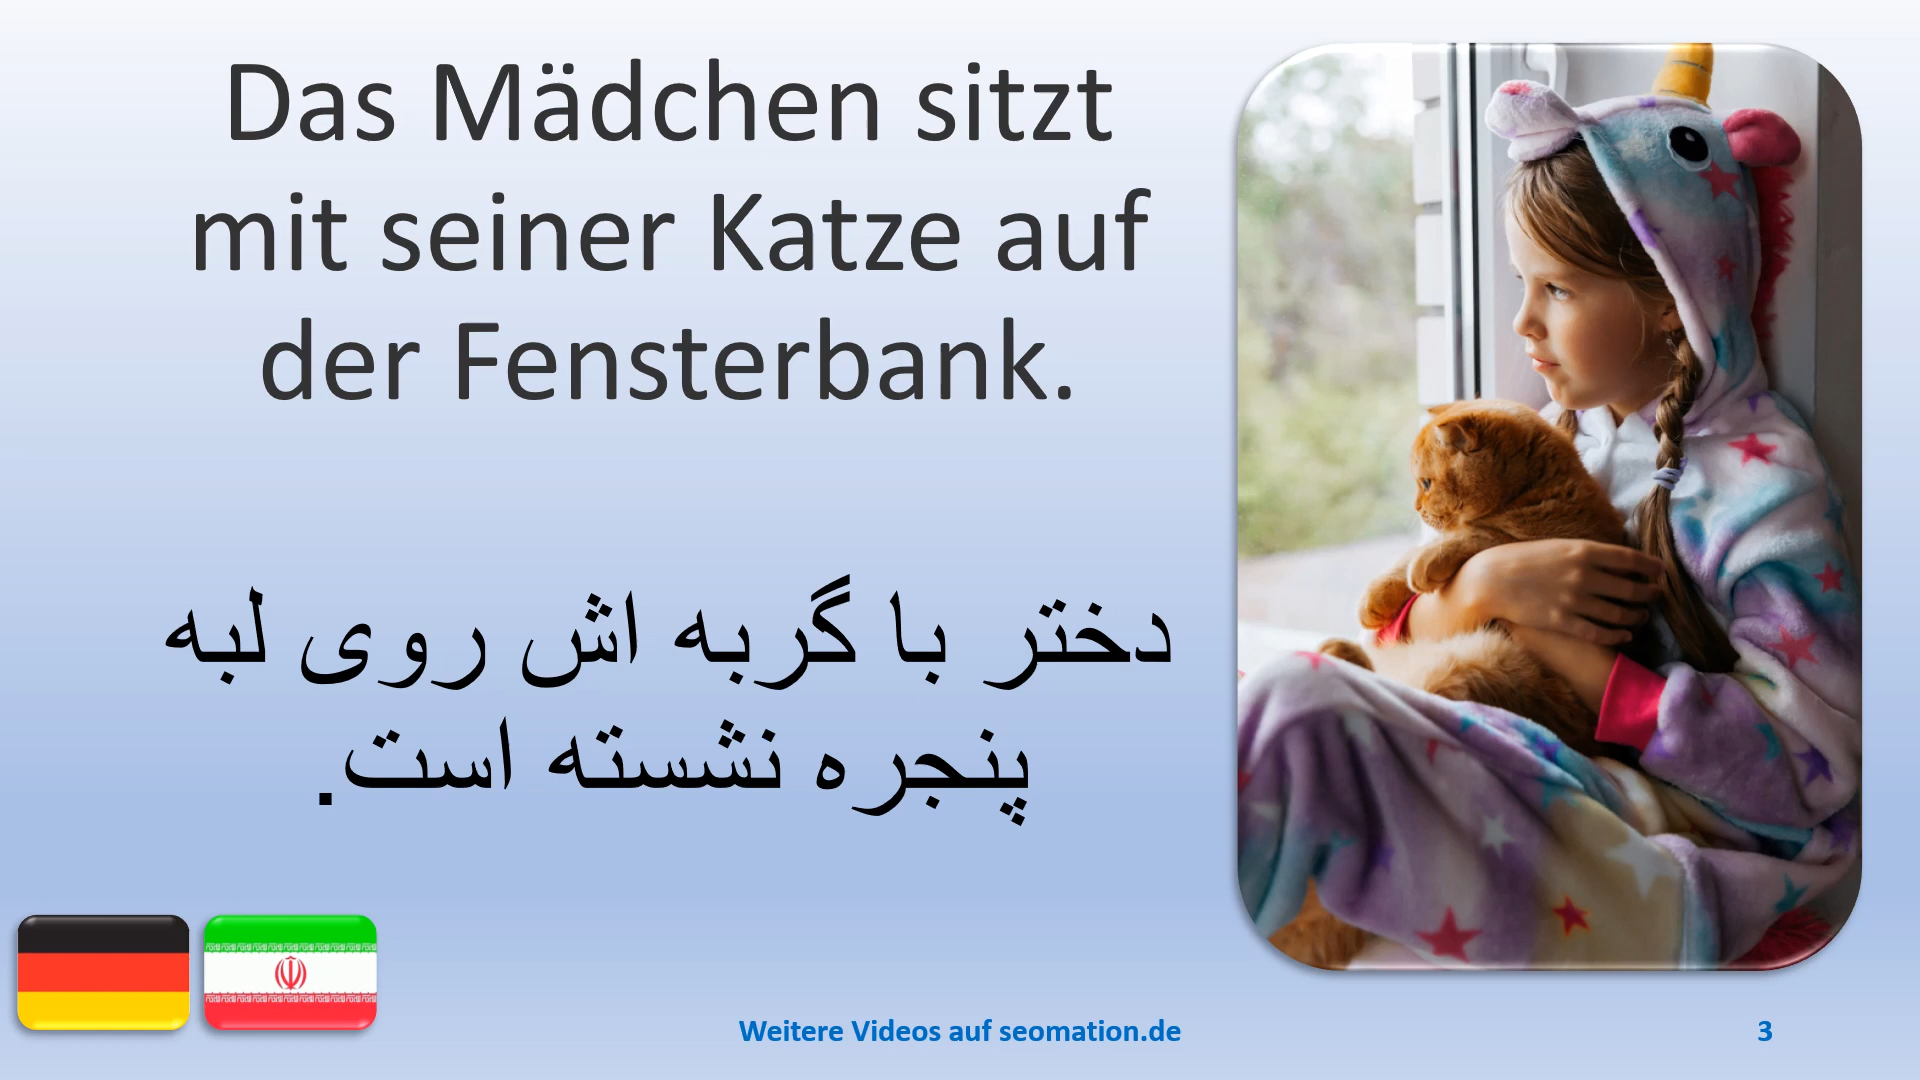 Das Mädchen sitzt
mit seiner Katze auf
der Fensterbank.
دختر با گربه اش روی لبه
پنجره نشسته است.
Weitere Videos auf seomation.de
3